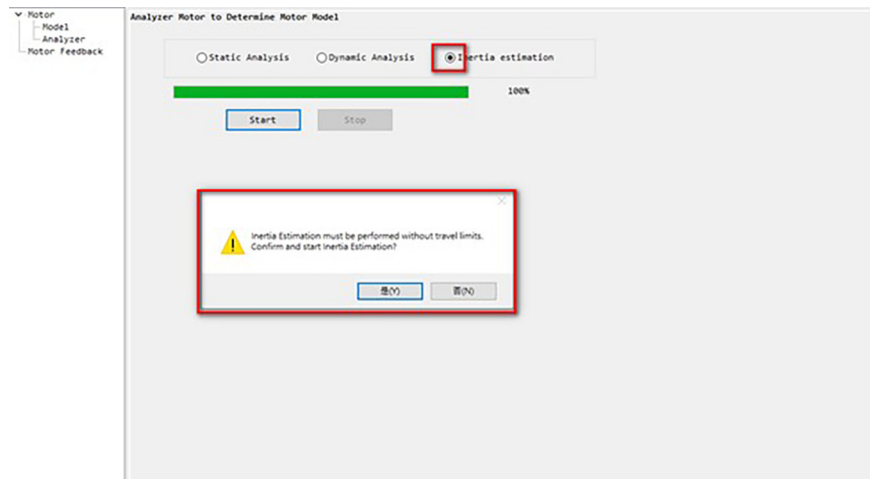 Motor
Model
Analyzer
Motor Feedback
Analyzer Motor to Determine Motor Model
Static Analysis
Dynamic Analysis
Inertia estimation
100%
Start
Stop
Inertia Estimation must be performed without travel limits.
Confirm and start Inertia Estimation?
是(Y)
否(N)